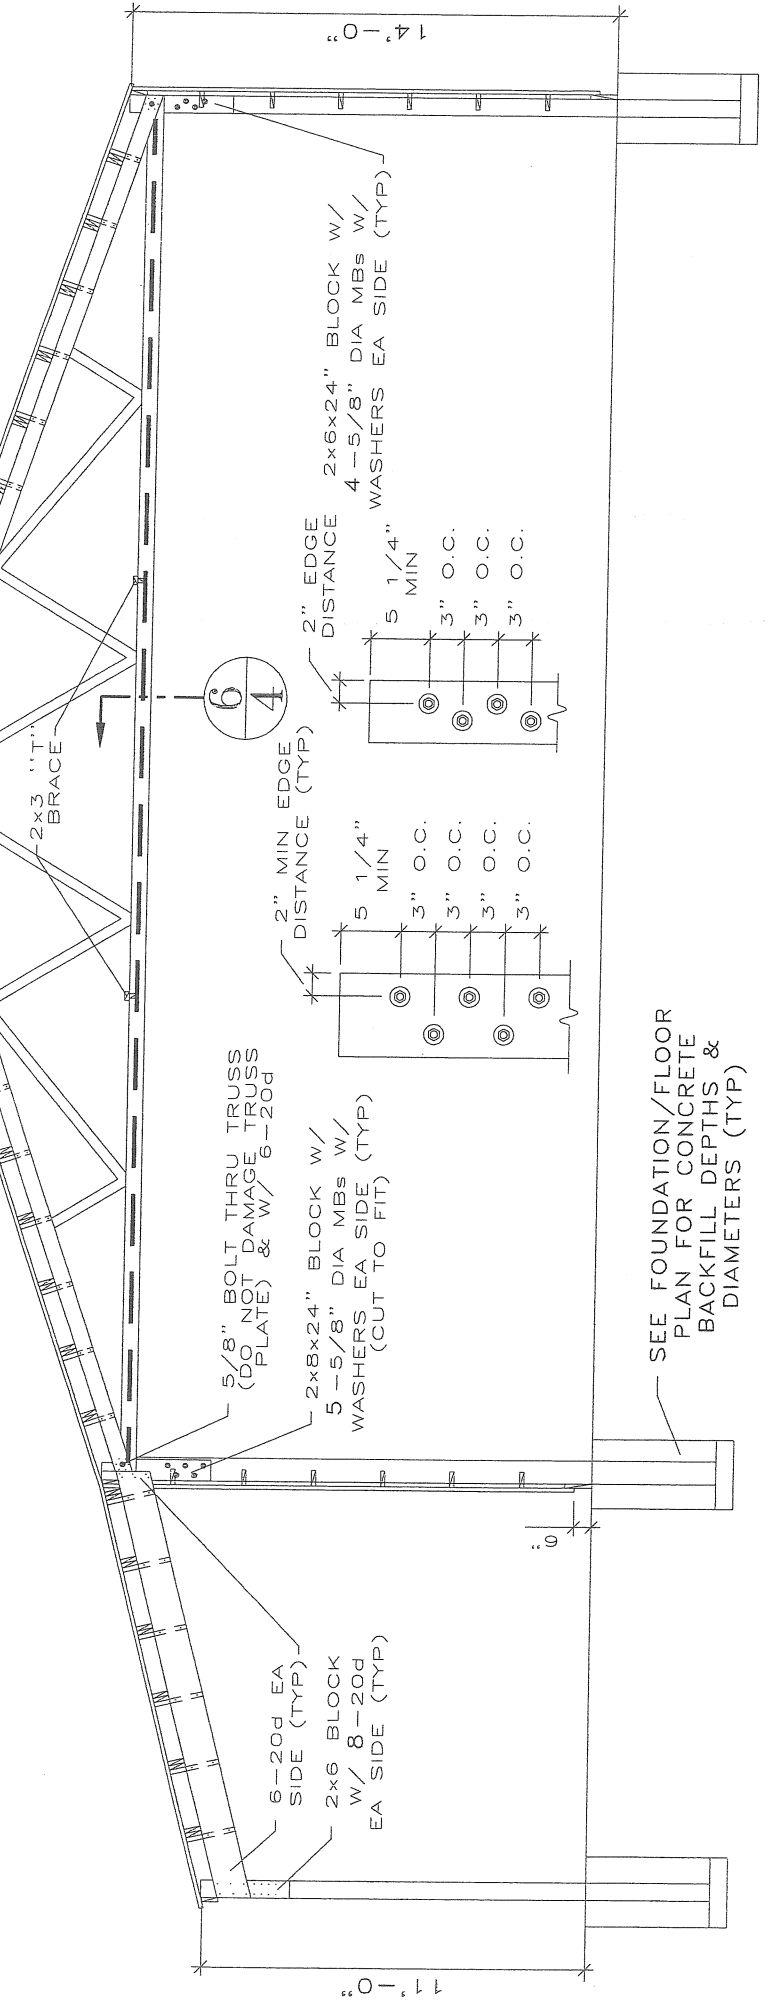 14'-0"
2x3 "T"
BRACE
6
4
5/8" BOLT THRU TRUSS
(DO NOT DAMAGE TRUSS
PLATE) & W/ 6-20d
2x8x24" BLOCK W/
5-5/8" DIA MBs W/
WASHERS EA SIDE (TYP)
(CUT TO FIT)
2" MIN EDGE
DISTANCE (TYP)
5 1/4"
MIN
3" O.C.
3" O.C.
3" O.C.
3" O.C.
2" EDGE
DISTANCE
5 1/4"
MIN
3" O.C.
3" O.C.
3" O.C.
2x6x24" BLOCK W/
4-5/8" DIA MBs W/
WASHERS EA SIDE (TYP)
6-20d EA
SIDE (TYP)
2x6 BLOCK
W/ 8-20d
EA SIDE (TYP)
6"
11'-0"
SEE FOUNDATION/FLOOR
PLAN FOR CONCRETE
BACKFILL DEPTHS &
DIAMETERS (TYP)